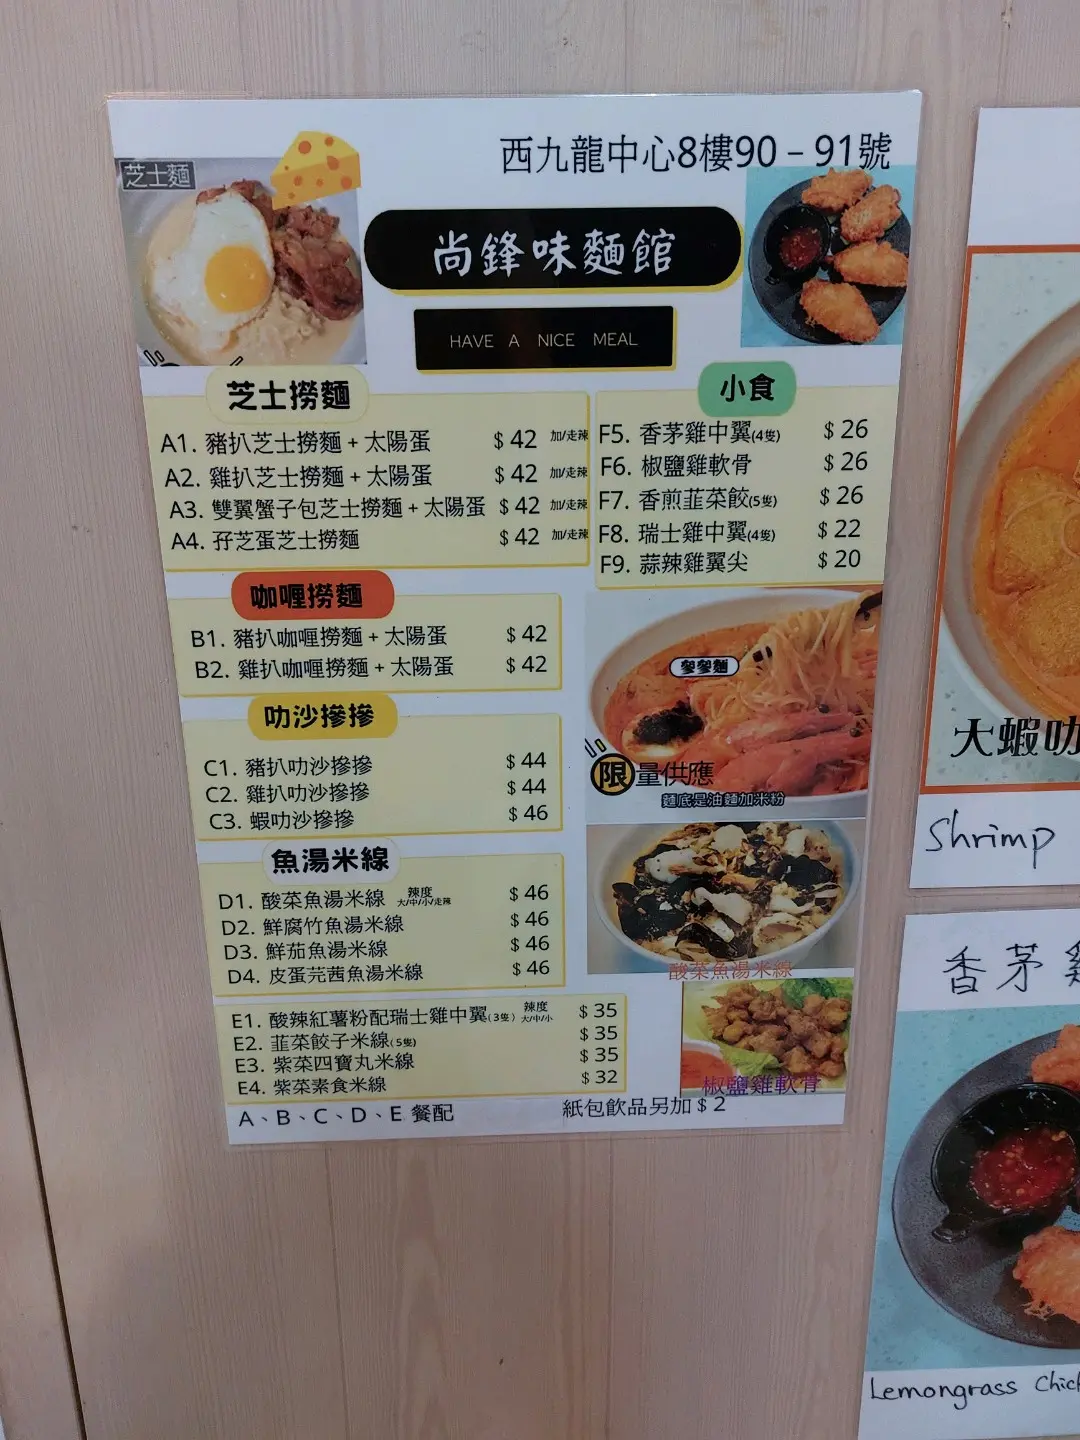 西九龍中心8樓90－91號
芝士麵
尚鋒味麵館
HAVE A NICE MEAL
芝士撈麵
A1. 豬扒芝士撈麵 + 太陽蛋 $ 42 加/走辣
A2. 雞扒芝士撈麵 + 太陽蛋 $ 42 加/走辣
A3. 雙翼蟹子包芝士撈麵 + 太陽蛋 $ 42 加/走辣
A4. 孖芝蛋芝士撈麵 $ 42 加/走辣
小食
F5. 香茅雞中翼(4隻) $ 26
F6. 椒鹽雞軟骨 $ 26
F7. 香煎韮菜餃(5隻) $ 26
F8. 瑞士雞中翼(4隻) $ 22
F9. 蒜辣雞翼尖 $ 20
咖喱撈麵
B1. 豬扒咖喱撈麵 + 太陽蛋 $ 42
B2. 雞扒咖喱撈麵 + 太陽蛋 $ 42
叻沙摻摻
C1. 豬扒叻沙摻摻 $ 44
C2. 雞扒叻沙摻摻 $ 44
C3. 蝦叻沙摻摻 $ 46
限量供應
麵底是油麵加米粉
魚湯米線
D1. 酸菜魚湯米線 辣度 大/中/小/走辣 $ 46
D2. 鮮腐竹魚湯米線 $ 46
D3. 鮮茄魚湯米線 $ 46
D4. 皮蛋芫茜魚湯米線 $ 46
酸菜魚湯米線
E1. 酸辣紅薯粉配瑞士雞中翼(3隻) 辣度 大/中/小 $ 35
E2. 韮菜餃子米線(5隻) $ 35
E3. 紫菜四寶丸米線 $ 35
E4. 紫菜素食米線 $ 32
椒鹽雞軟骨
A、B、C、D、E 餐配 紙包飲品另加 $ 2
大蝦叻
Shrimp
香茅
Lemongrass